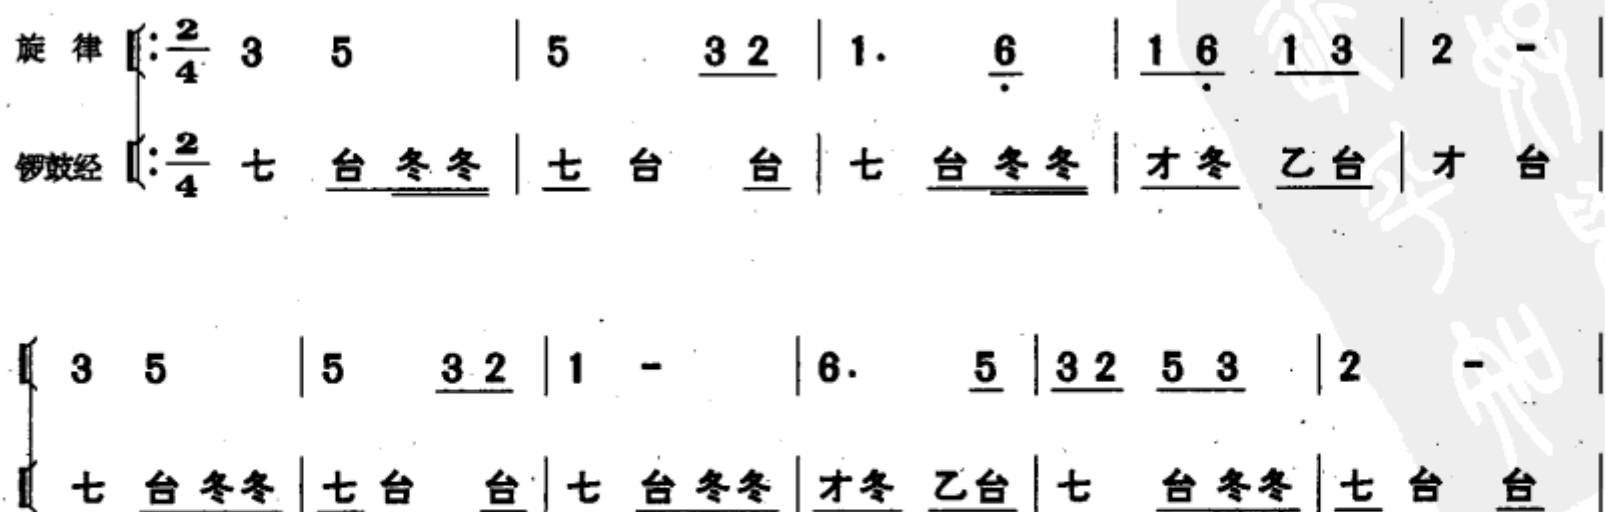 旋 律 [: 2/4 3 5 | 5 3 2 | 1. 6 | 1 6 1 3 | 2 - |
锣鼓经 [: 2/4 七 台 冬 冬 | 七 台 台 | 七 台 冬 冬 | 才 冬 乙 台 | 才 台 |
[ 3 5 | 5 3 2 | 1 - | 6. 5 | 3 2 5 3 | 2 - |
[ 七 台 冬 冬 | 七 台 台 | 七 台 冬 冬 | 才 冬 乙 台 | 七 台 冬 冬 | 七 台 台